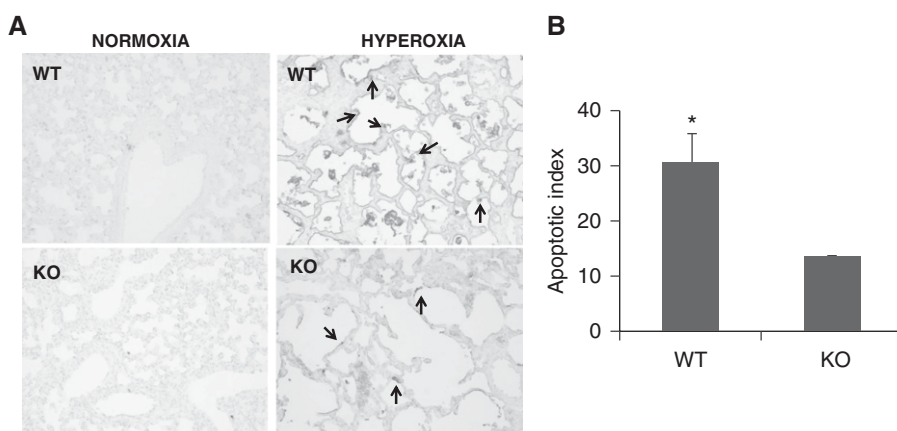 A
NORMOXIA
HYPEROXIA
WT
WT
KO
KO
B
Apoptotic index
40
30
20
10
0
*
WT
KO